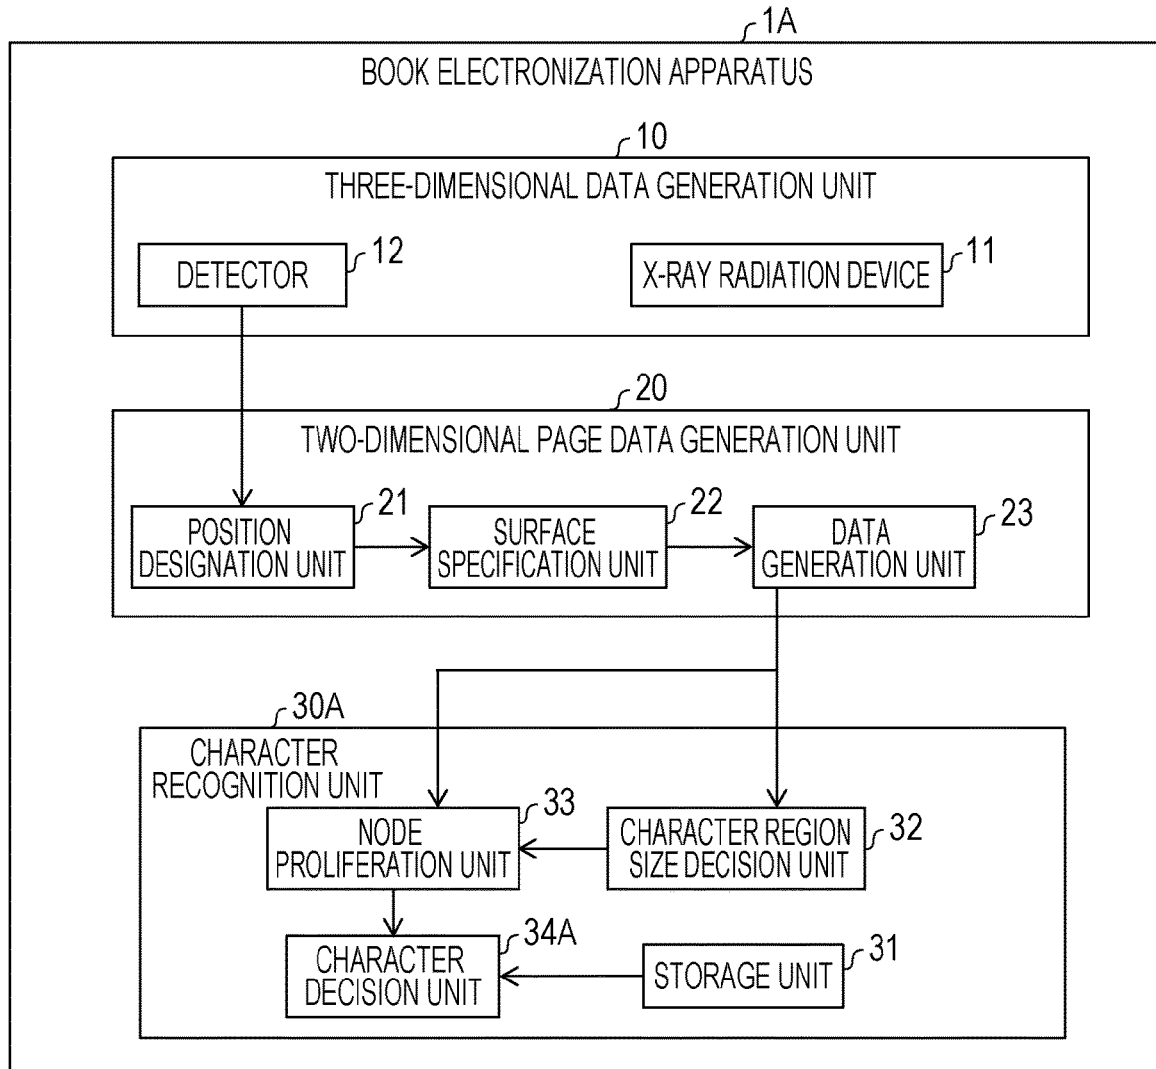 1A
BOOK ELECTRONIZATION APPARATUS
10
THREE-DIMENSIONAL DATA GENERATION UNIT
12
DETECTOR
11
X-RAY RADIATION DEVICE
20
TWO-DIMENSIONAL PAGE DATA GENERATION UNIT
21
POSITION
DESIGNATION UNIT
22
SURFACE
SPECIFICATION UNIT
23
DATA
GENERATION UNIT
30A
CHARACTER
RECOGNITION UNIT
33
NODE
PROLIFERATION UNIT
32
CHARACTER REGION
SIZE DECISION UNIT
34A
CHARACTER
DECISION UNIT
31
STORAGE UNIT